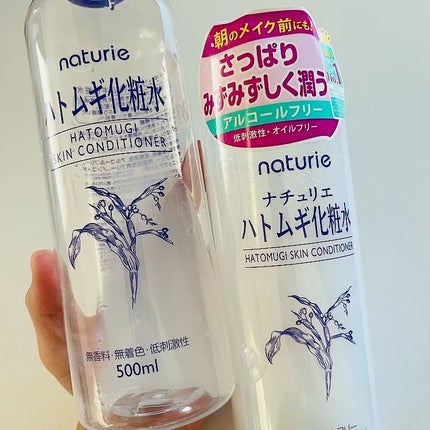 naturie
ハトムギ化粧水
HATOMUGI
SKIN CONDITIONER
無香料・無着色・低刺激性
500ml
朝のメイク前にも!
さっぱり
みずみずしく潤う
アルコールフリー
低刺激性・オイルフリー
naturie
ナチュリエ
ハトムギ化粧水
HATOMUGI SKIN CONDITIONER